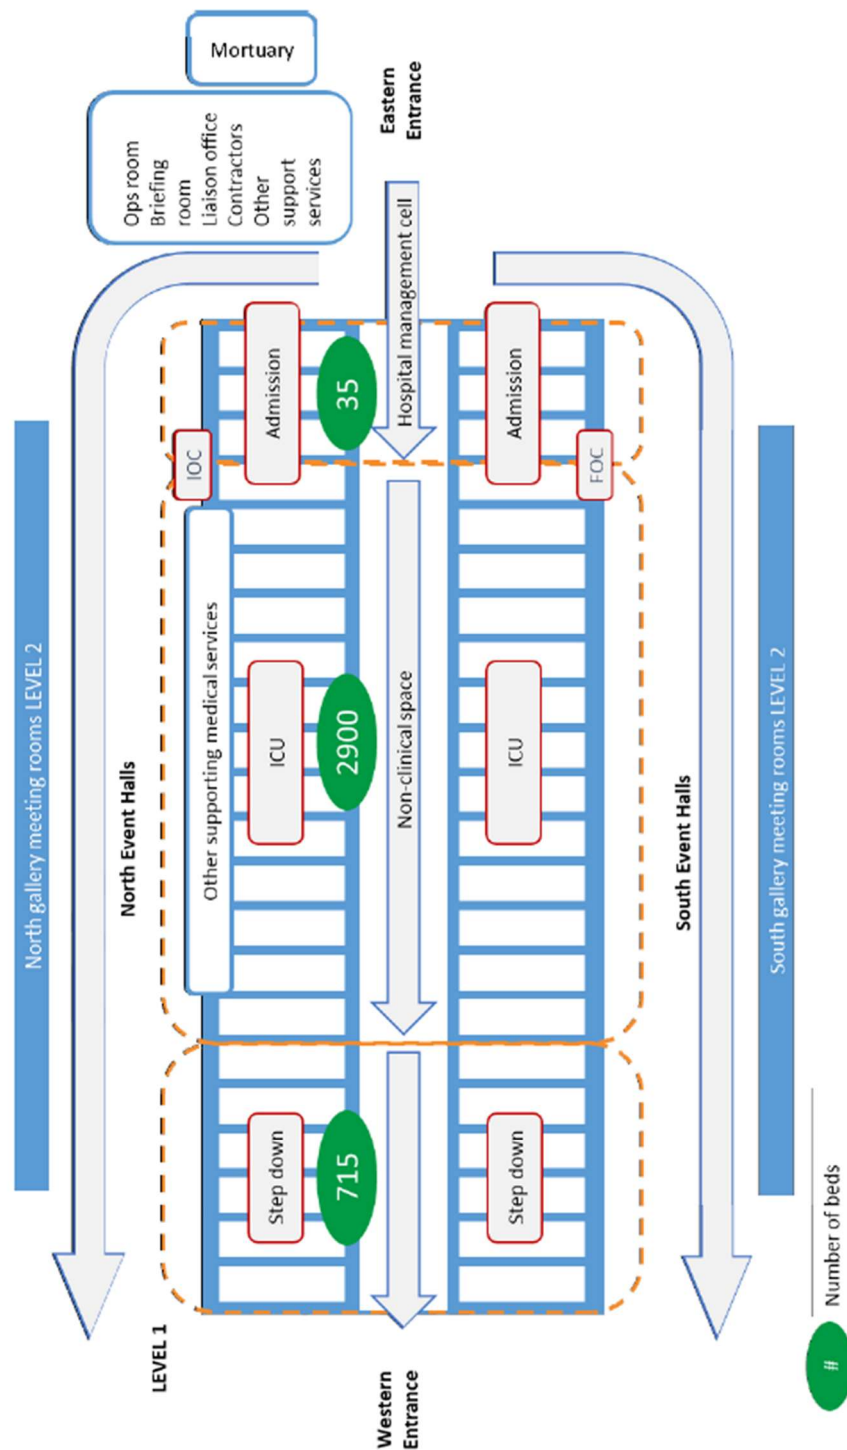 North gallery meeting rooms LEVEL 2
Mortuary
Ops room
Briefing
room
Liaison office
Contractors
Other
support
services
North Event Halls
LEVEL 1
IOC
Other supporting medical services
Step down
ICU
Admission
715
2900
35
Western
Entrance
Non-clinical space
Hospital management cell
Eastern
Entrance
Step down
ICU
Admission
FOC
South Event Halls
South gallery meeting rooms LEVEL 2
# Number of beds